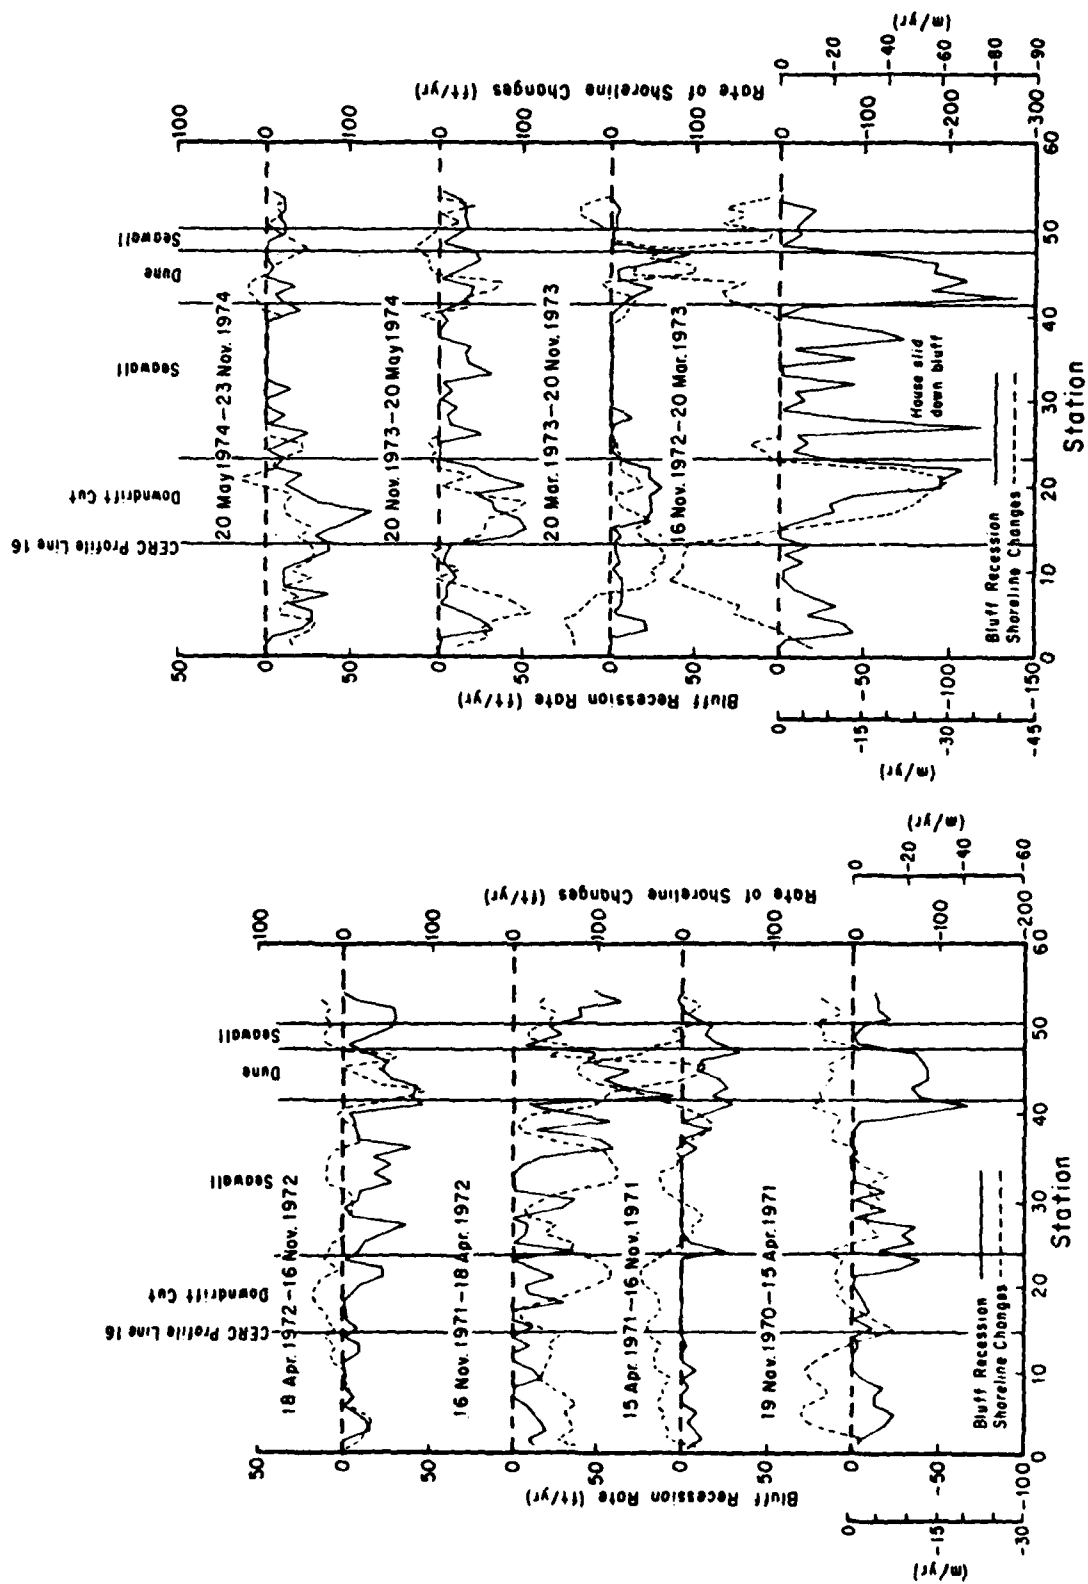 CERC Profile Line 16
Downdrift Cut
Seawall
Dune
Seawall
18 Apr. 1972–16 Nov. 1972
16 Nov. 1971–18 Apr. 1972
15 Apr. 1971–16 Nov. 1971
19 Nov. 1970–15 Apr. 1971
Bluff Recession Rate (ft/yr)
50
0
50
0
50
0
50
0
-50
-100
(m/yr)
0
-15
-30
Rate of Shoreline Changes (ft/yr)
100
0
100
0
100
0
100
0
-100
-200
(m/yr)
0
-20
-40
-60
Bluff Recession
Shoreline Changes
0 10 20 30 40 50 60
Station
CERC Profile Line 16
Downdrift Cut
Seawall
Dune
Seawall
20 May 1974–23 Nov. 1974
20 Nov. 1973–20 May 1974
20 Mar. 1973–20 Nov. 1973
16 Nov. 1972–20 Mar. 1973
Bluff Recession Rate (ft/yr)
50
0
50
0
50
0
50
0
-50
-100
-150
(m/yr)
0
-15
-30
-45
Rate of Shoreline Changes (ft/yr)
100
0
100
0
100
0
100
0
-100
-200
-300
(m/yr)
0
-20
-40
-60
-80
-90
House slid
down bluff
Bluff Recession
Shoreline Changes
0 10 20 30 40 50 60
Station